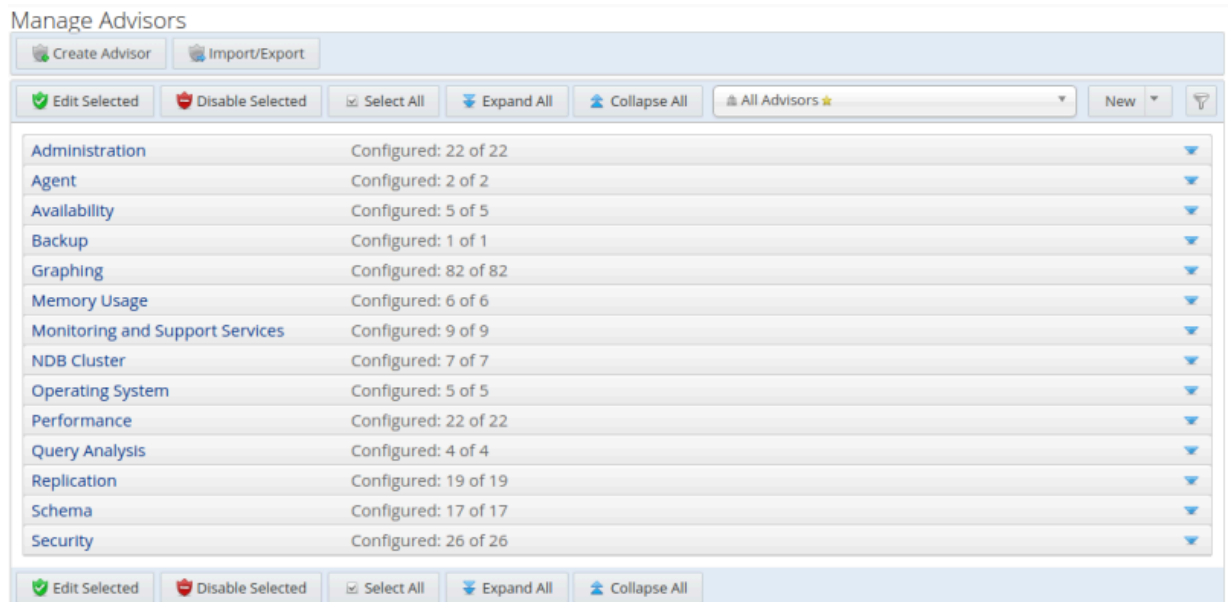 Manage Advisors
Create Advisor Import/Export
Edit Selected Disable Selected Select All Expand All Collapse All All Advisors New
Administration Configured: 22 of 22
Agent Configured: 2 of 2
Availability Configured: 5 of 5
Backup Configured: 1 of 1
Graphing Configured: 82 of 82
Memory Usage Configured: 6 of 6
Monitoring and Support Services Configured: 9 of 9
NDB Cluster Configured: 7 of 7
Operating System Configured: 5 of 5
Performance Configured: 22 of 22
Query Analysis Configured: 4 of 4
Replication Configured: 19 of 19
Schema Configured: 17 of 17
Security Configured: 26 of 26
Edit Selected Disable Selected Select All Expand All Collapse All